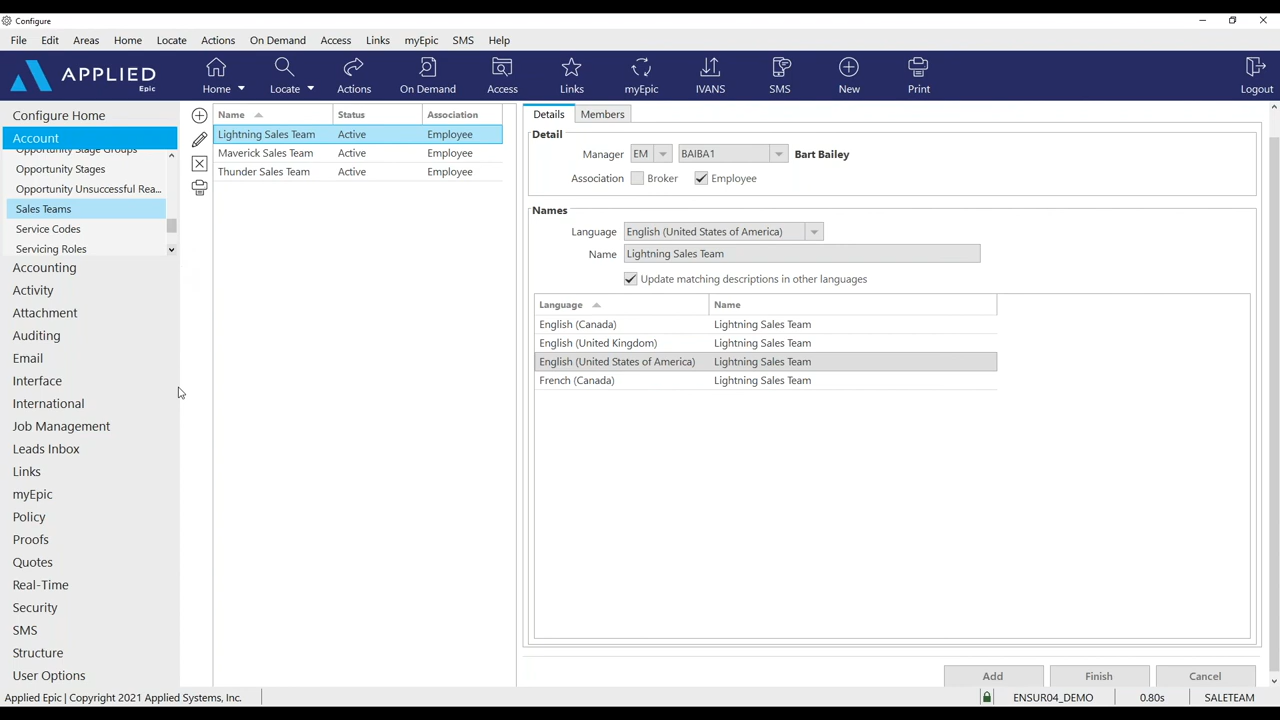 Configure
File Edit Areas Home Locate Actions On Demand Access Links myEpic SMS Help
APPLIED
Epic
Home Locate Actions On Demand Access Links myEpic IVANS SMS New Print Logout
Configure Home
Account
Opportunity Stage Groups
Opportunity Stages
Opportunity Unsuccessful Rea...
Sales Teams
Service Codes
Servicing Roles
Accounting
Activity
Attachment
Auditing
Email
Interface
International
Job Management
Leads Inbox
Links
myEpic
Policy
Proofs
Quotes
Real-Time
Security
SMS
Structure
User Options
Name Status Association
Lightning Sales Team Active Employee
Maverick Sales Team Active Employee
Thunder Sales Team Active Employee
Details Members
Detail
Manager EM BAIBA1 Bart Bailey
Association Broker Employee
Names
Language English (United States of America)
Name Lightning Sales Team
Update matching descriptions in other languages
Language Name
English (Canada) Lightning Sales Team
English (United Kingdom) Lightning Sales Team
English (United States of America) Lightning Sales Team
French (Canada) Lightning Sales Team
Add Finish Cancel
Applied Epic | Copyright 2021 Applied Systems, Inc. ENSUR04_DEMO 0.80s SALETEAM